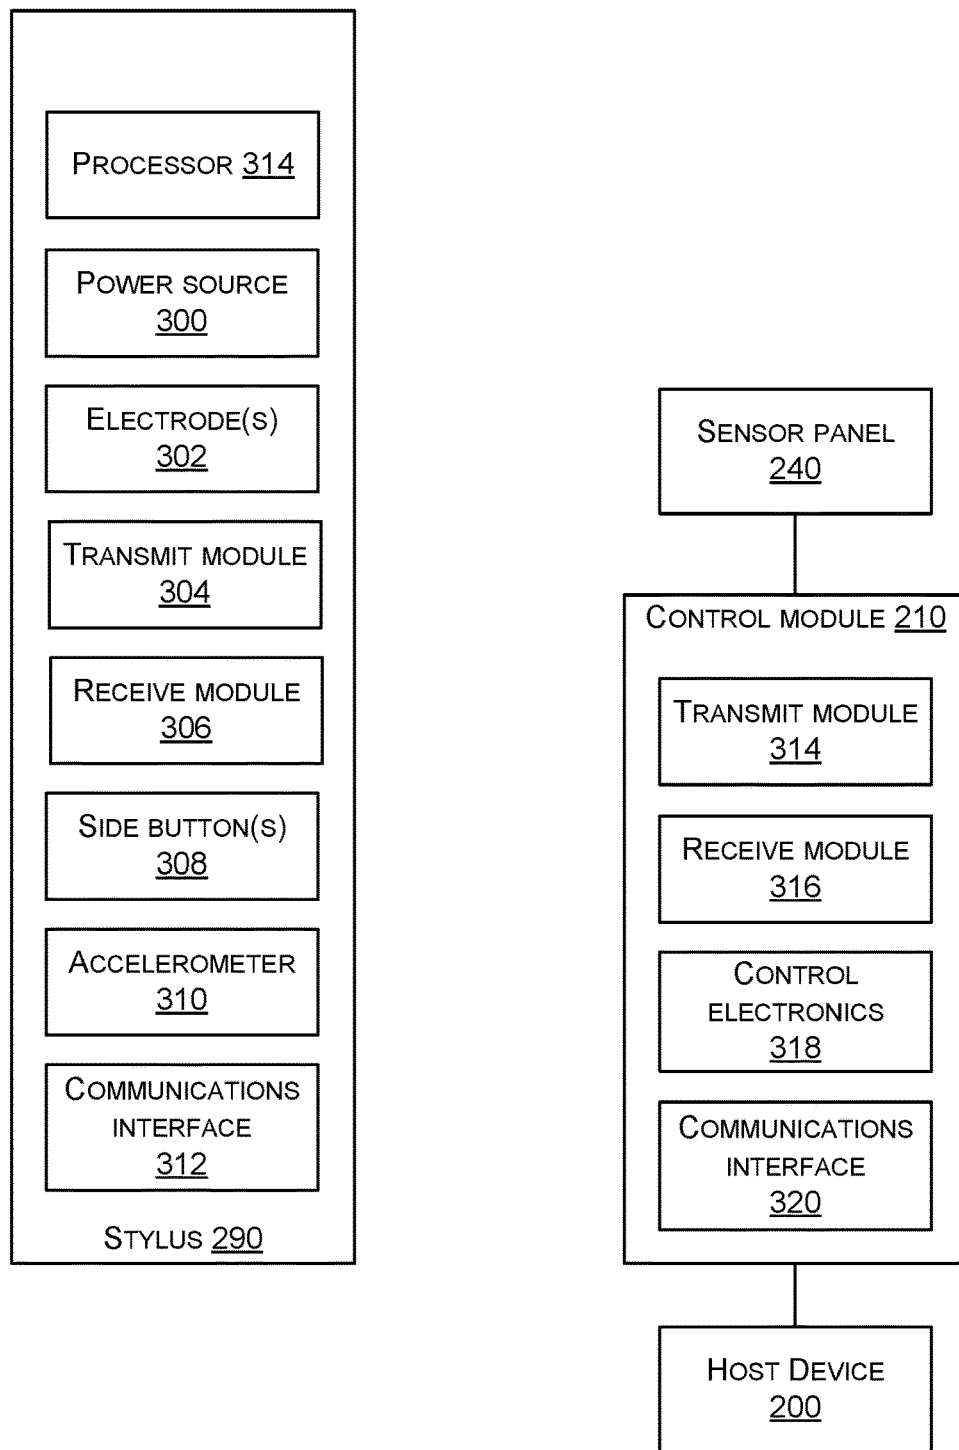 PROCESSOR 314
POWER SOURCE
300
ELECTRODE(S)
302
TRANSMIT MODULE
304
RECEIVE MODULE
306
SIDE BUTTON(S)
308
ACCELEROMETER
310
COMMUNICATIONS
INTERFACE
312
STYLUS 290
SENSOR PANEL
240
CONTROL MODULE 210
TRANSMIT MODULE
314
RECEIVE MODULE
316
CONTROL
ELECTRONICS
318
COMMUNICATIONS
INTERFACE
320
HOST DEVICE
200